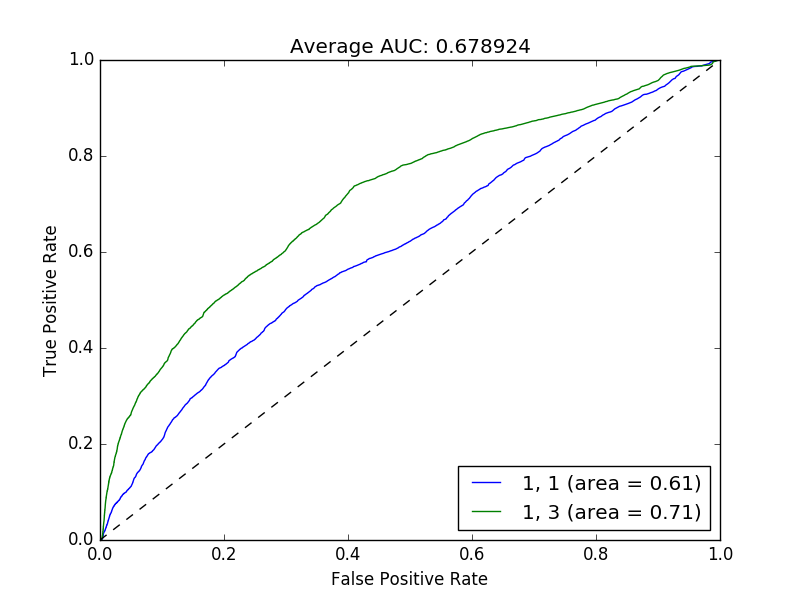 Average AUC: 0.678924
1.0
0.8
0.6
0.4
0.2
0.0
True Positive Rate
0.0 0.2 0.4 0.6 0.8 1.0
False Positive Rate
1, 1 (area = 0.61)
1, 3 (area = 0.71)